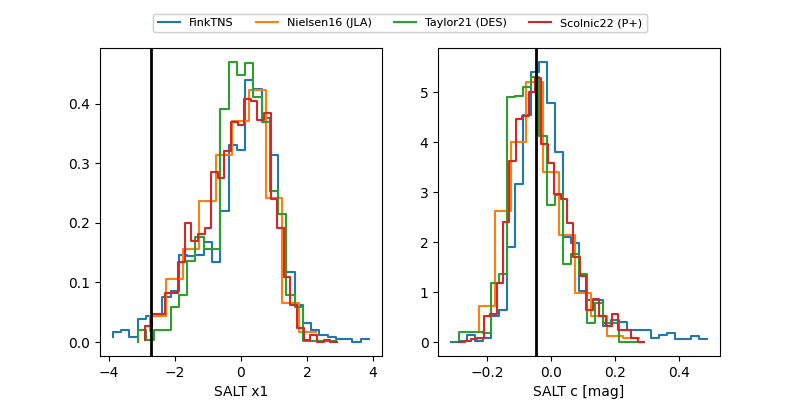 FinkTNS Nielsen16 (JLA) Taylor21 (DES) Scolnic22 (P+)
0.4
0.3
0.2
0.1
0.0
−4 −2 0 2 4
SALT x1
5
4
3
2
1
0
−0.2 0.0 0.2 0.4
SALT c [mag]